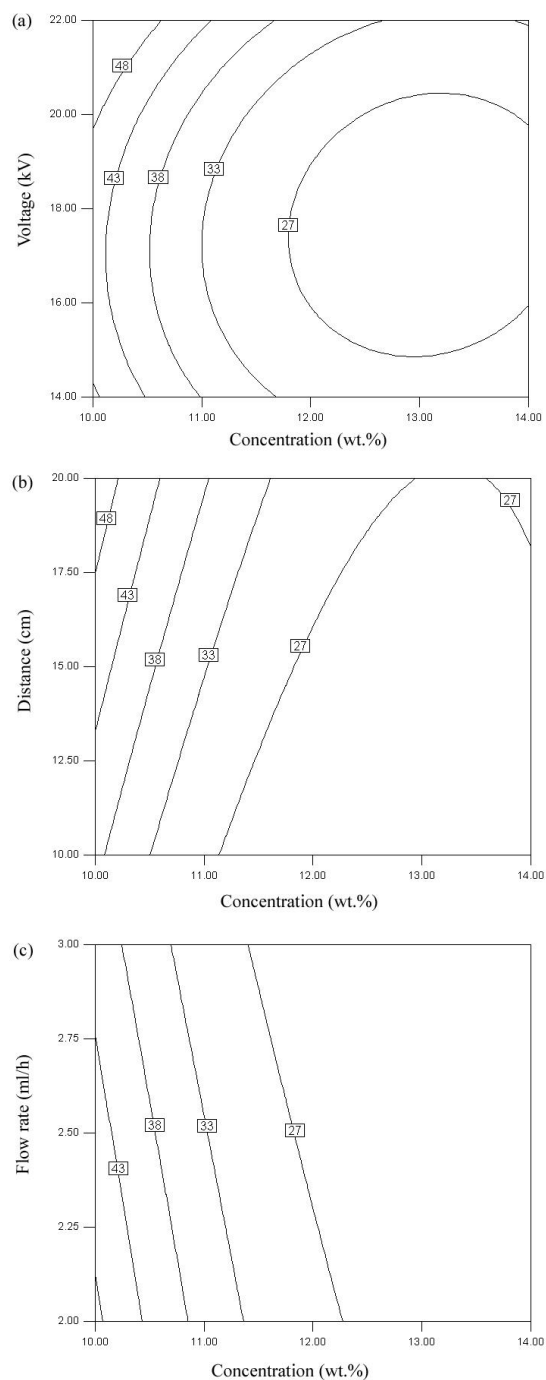 (a)
22.00
48
20.00
43
38
33
Voltage (kV)
18.00
27
16.00
14.00
10.00 11.00 12.00 13.00 14.00
Concentration (wt.%)
(b)
20.00
27
48
17.50
43
Distance (cm)
15.00
38
33
27
12.50
10.00
10.00 11.00 12.00 13.00 14.00
Concentration (wt.%)
(c)
3.00
2.75
Flow rate (ml/h)
2.50
38
33
27
43
2.25
2.00
10.00 11.00 12.00 13.00 14.00
Concentration (wt.%)